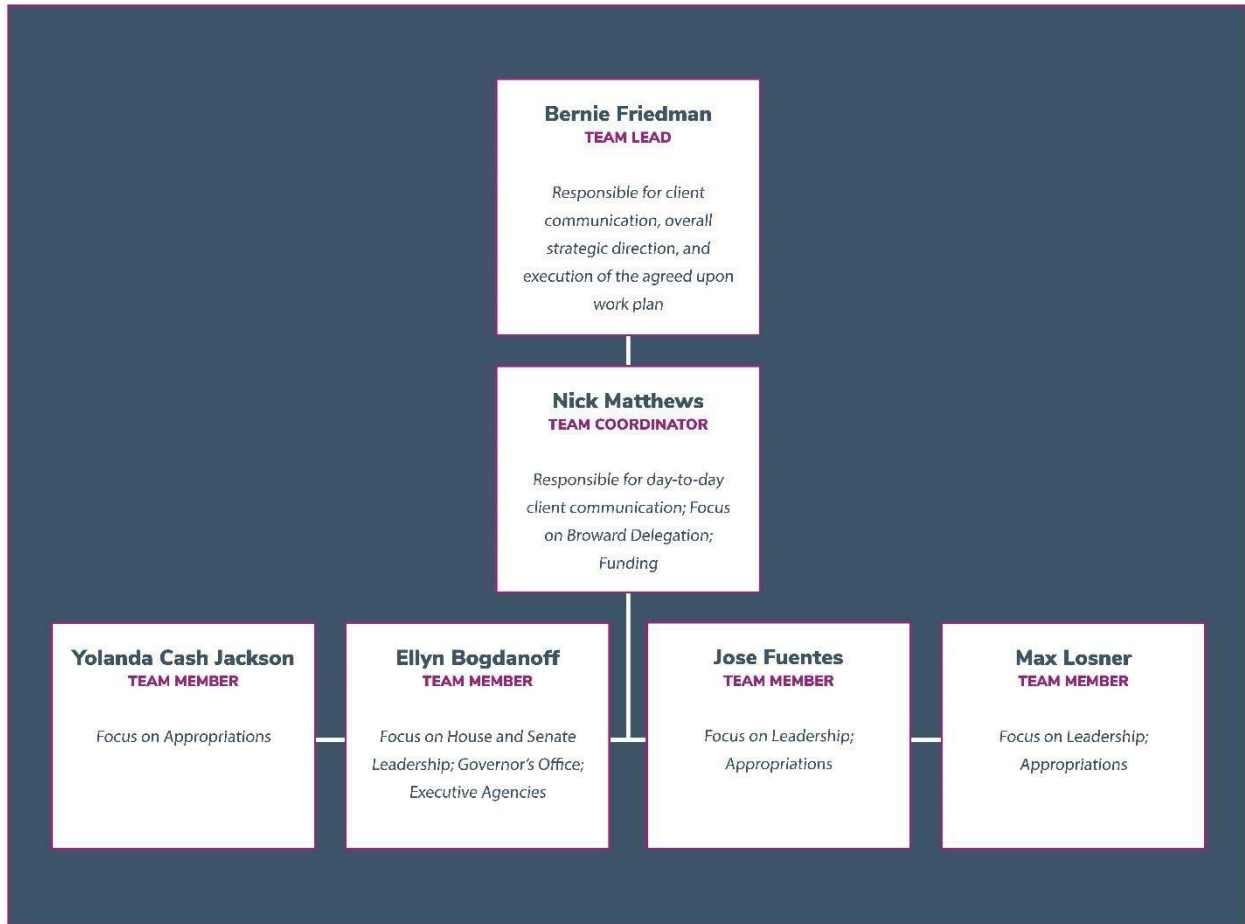 Bernie Friedman
TEAM LEAD
Responsible for client
communication, overall
strategic direction, and
execution of the agreed upon
work plan
Nick Matthews
TEAM COORDINATOR
Responsible for day-to-day
client communication; Focus
on Broward Delegation;
Funding
Yolanda Cash Jackson
TEAM MEMBER
Focus on Appropriations
Ellyn Bogdanoff
TEAM MEMBER
Focus on House and Senate
Leadership; Governor's Office;
Executive Agencies
Jose Fuentes
TEAM MEMBER
Focus on Leadership;
Appropriations
Max Losner
TEAM MEMBER
Focus on Leadership;
Appropriations